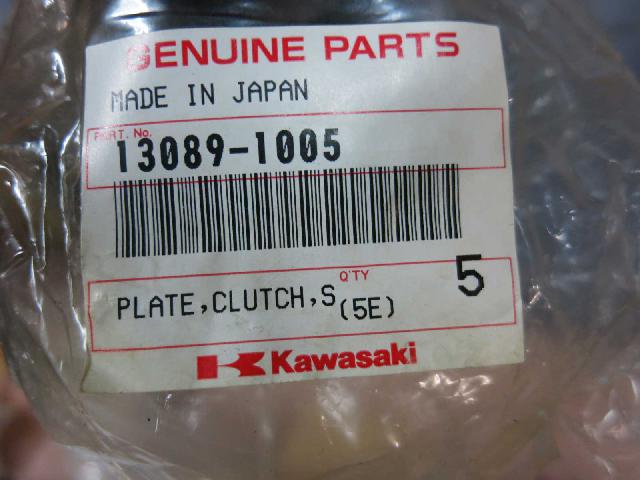 GENUINE PARTS
MADE IN JAPAN
PART. No.
13089-1005
Q'TY
PLATE,CLUTCH,S(5E) 5
Kawasaki